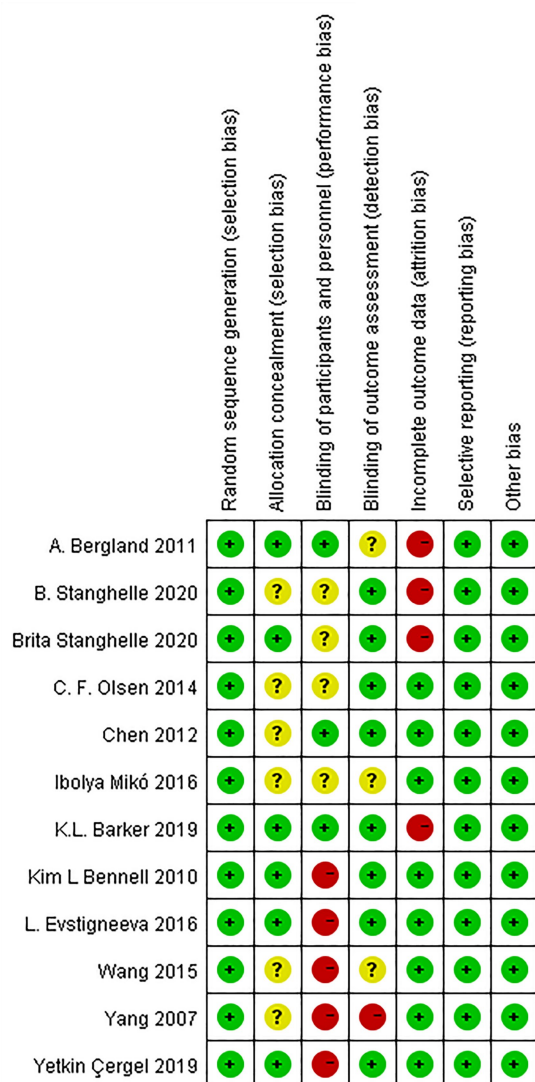 Random sequence generation (selection bias)
Allocation concealment (selection bias)
Blinding of participants and personnel (performance bias)
Blinding of outcome assessment (detection bias)
Incomplete outcome data (attrition bias)
Selective reporting (reporting bias)
Other bias
A. Bergland 2011 + + + ? - + +
B. Stanghelle 2020 + ? ? + - + +
Brita Stanghelle 2020 + + ? + - + +
C. F. Olsen 2014 + ? ? + + + +
Chen 2012 + ? + + + + +
Ibolya Mikó 2016 + ? ? ? + + +
K.L. Barker 2019 + + + + - + +
Kim L Bennell 2010 + + - + + + +
L. Evstigneeva 2016 + + - + + + +
Wang 2015 + ? - ? + + +
Yang 2007 + ? - - + + +
Yetkin Çergel 2019 + + - + + + +